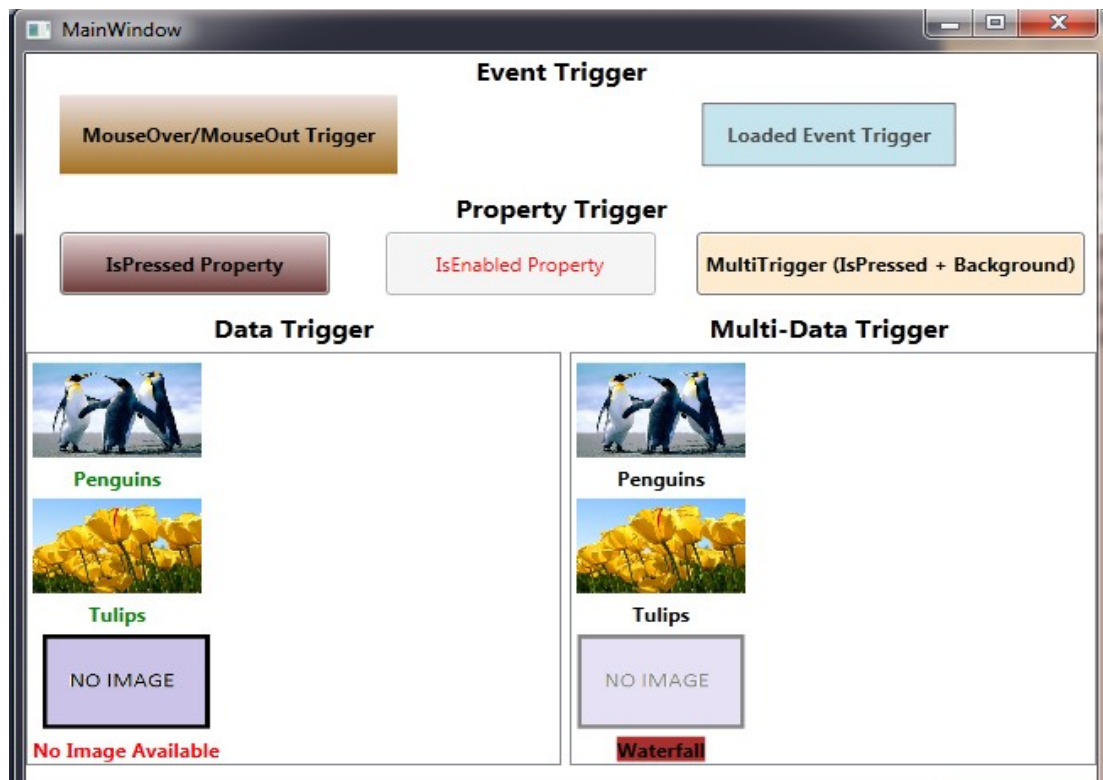 MainWindow
Event Trigger
MouseOver/MouseOut Trigger
Loaded Event Trigger
Property Trigger
IsPressed Property
IsEnabled Property
MultiTrigger (IsPressed + Background)
Data Trigger
Multi-Data Trigger
Penguins
Penguins
Tulips
Tulips
NO IMAGE
NO IMAGE
No Image Available
Waterfall